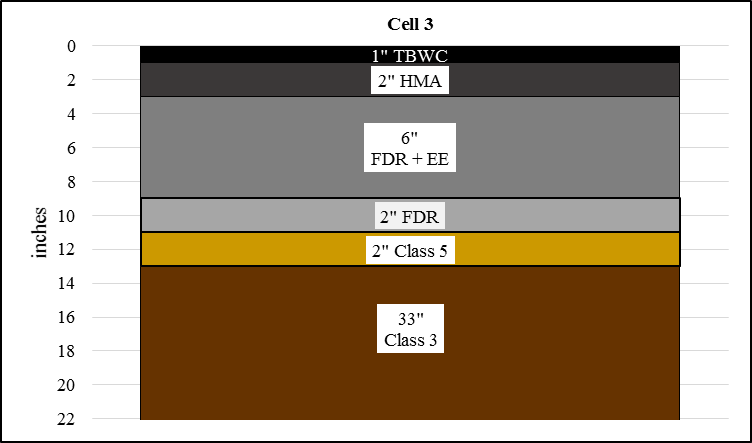 Cell 3
0
1" TBWC
2
2" HMA
4
6
6"
FDR + EE
8
10
2" FDR
inches
12
2" Class 5
14
16
33"
Class 3
18
20
22